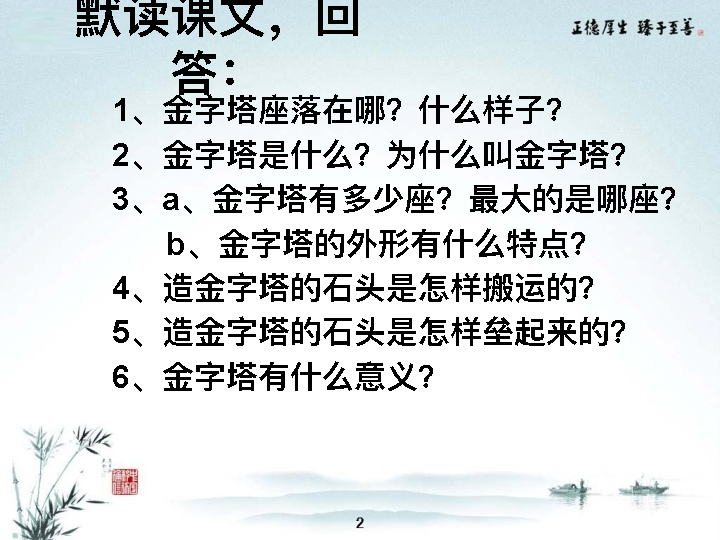 默读课文，回
答：
正德厚生 臻于至善
1、金字塔座落在哪？什么样子？
2、金字塔是什么？为什么叫金字塔？
3、a、金字塔有多少座？最大的是哪座？
b、金字塔的外形有什么特点？
4、造金字塔的石头是怎样搬运的？
5、造金字塔的石头是怎样垒起来的？
6、金字塔有什么意义？
2